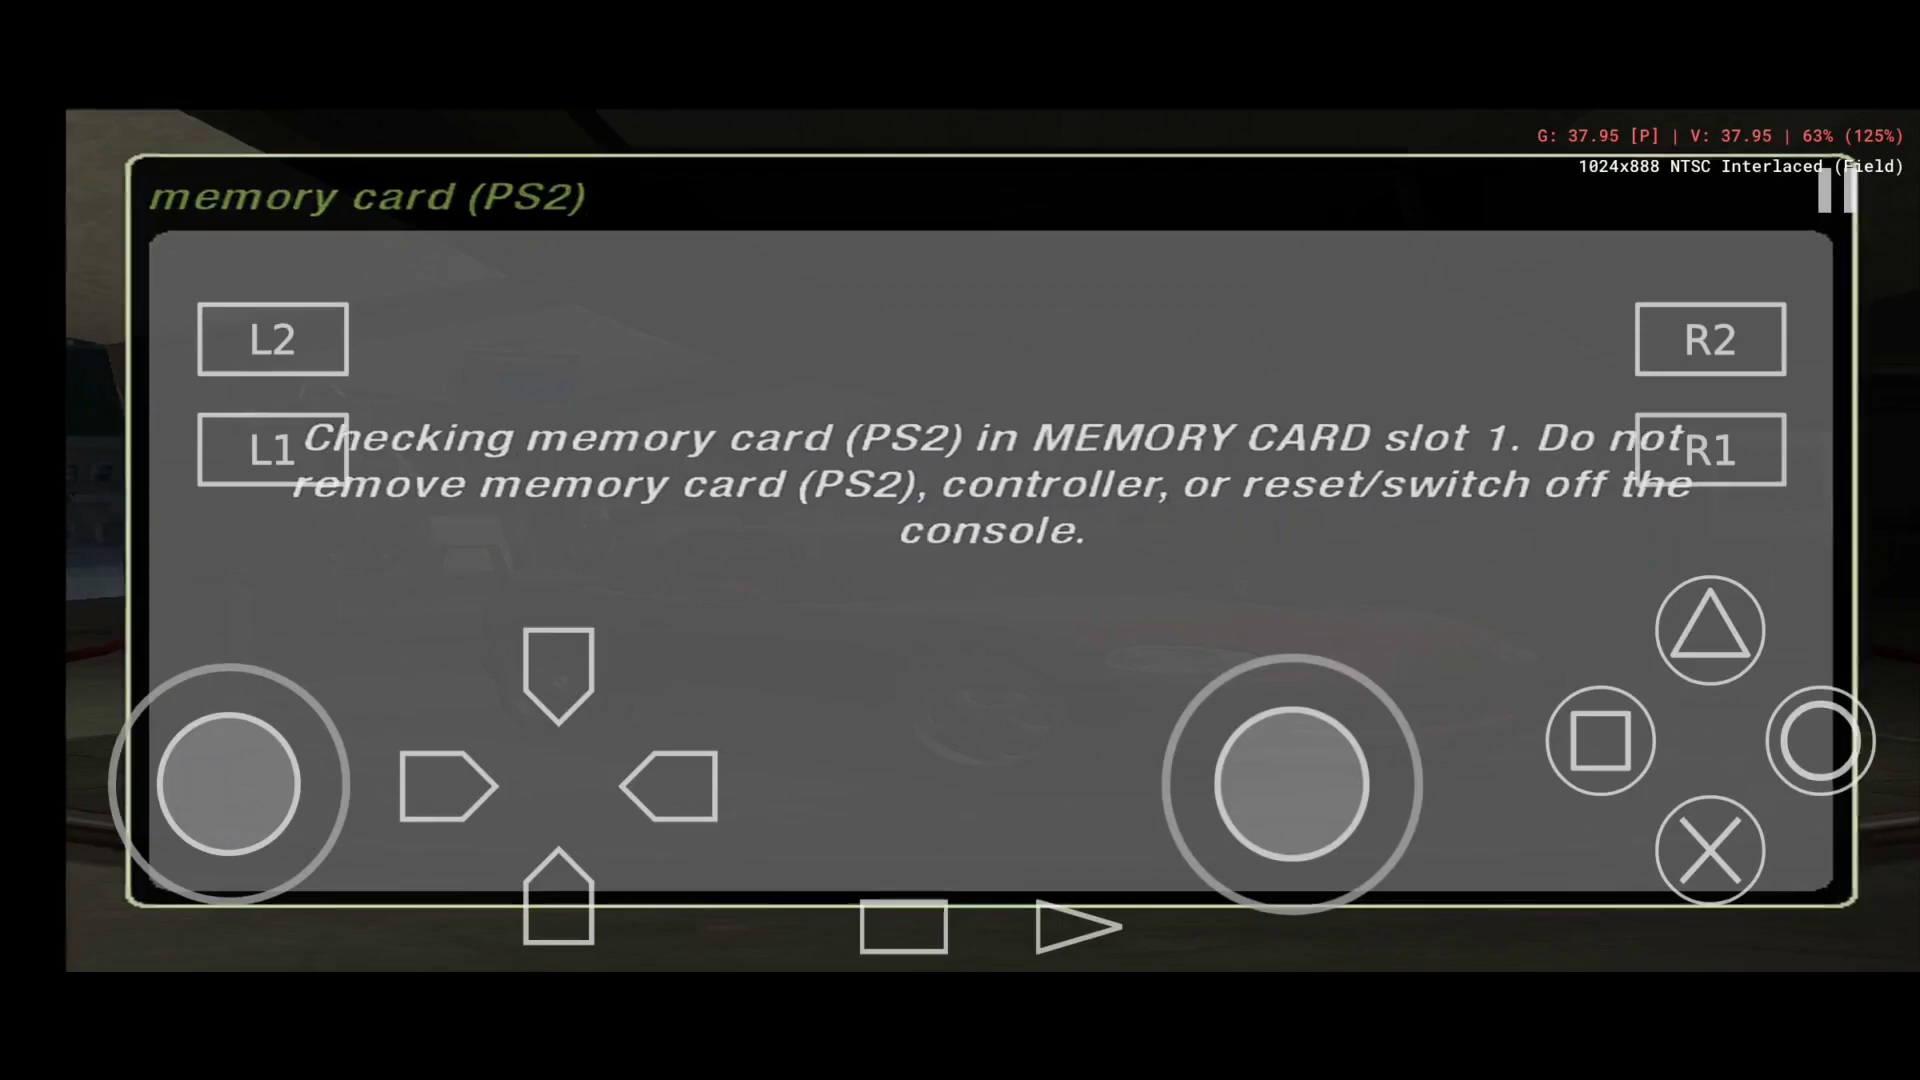 G: 37.95 [P] | V: 37.95 | 63% (125%)
1024x888 NTSC Interlaced (Field)
memory card (PS2)
L2
R2
L1
R1
Checking memory card (PS2) in MEMORY CARD slot 1. Do not
remove memory card (PS2), controller, or reset/switch off the
console.